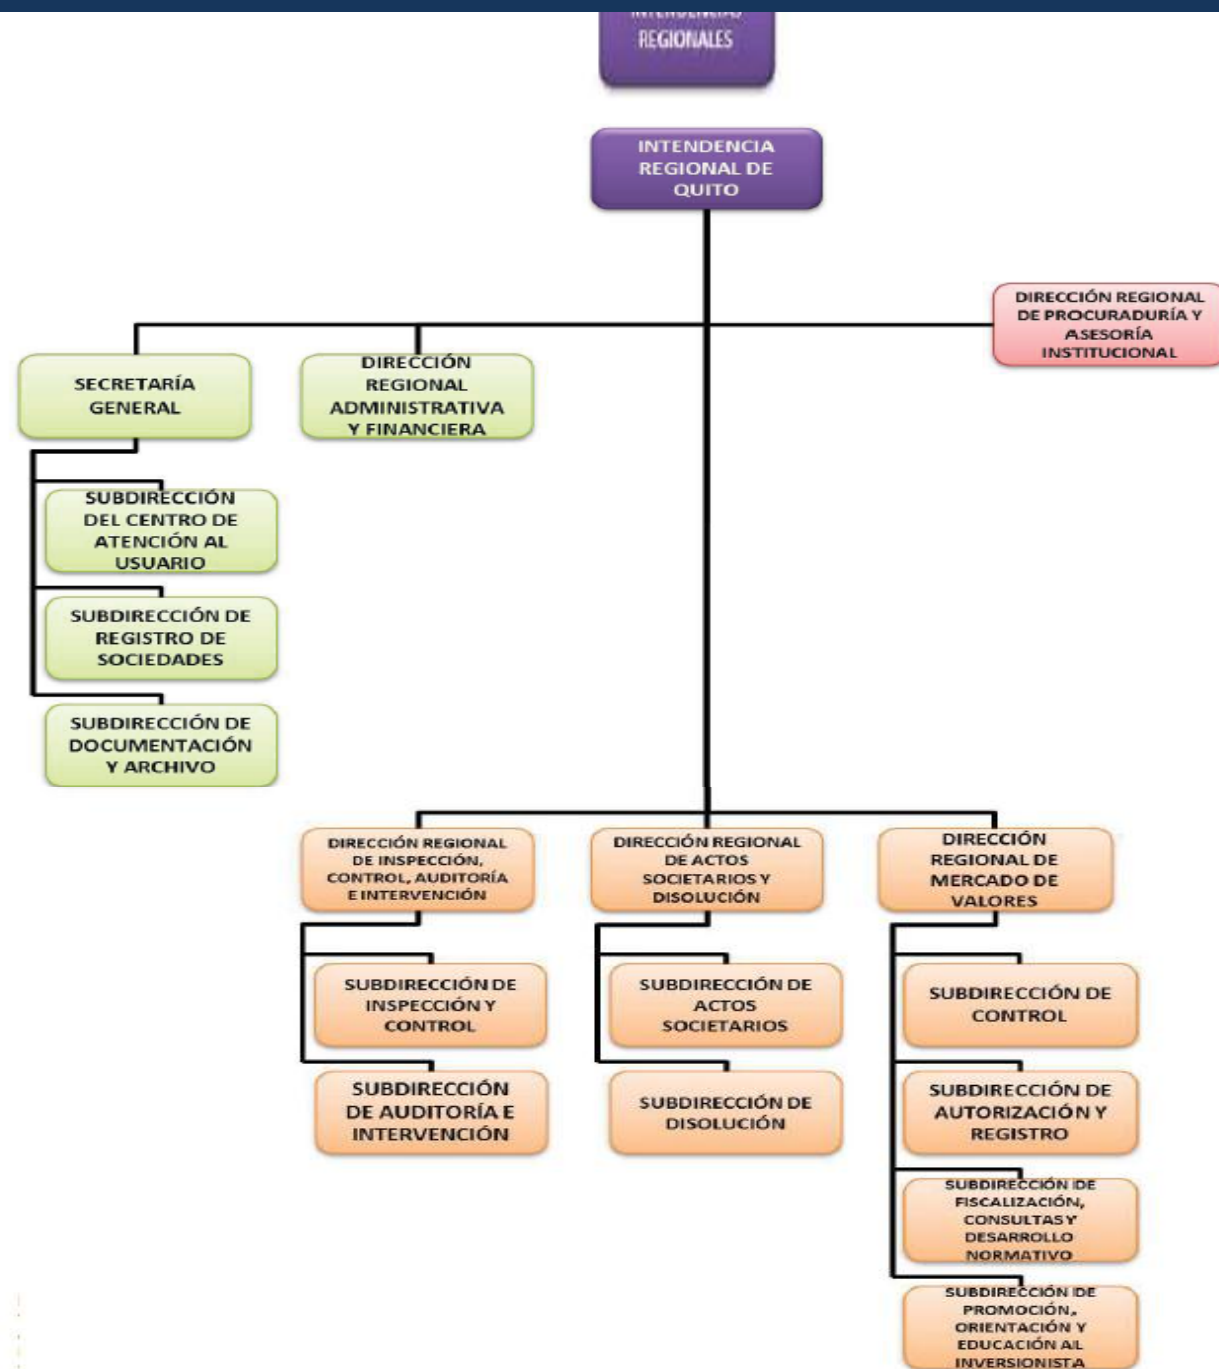 INTENDENCIAS
REGIONALES
INTENDENCIA
REGIONAL DE
QUITO
DIRECCIÓN REGIONAL
DE PROCURADURÍA Y
ASESORÍA
INSTITUCIONAL
SECRETARÍA
GENERAL
DIRECCIÓN
REGIONAL
ADMINISTRATIVA
Y FINANCIERA
SUBDIRECCIÓN
DEL CENTRO DE
ATENCIÓN AL
USUARIO
SUBDIRECCIÓN DE
REGISTRO DE
SOCIEDADES
SUBDIRECCIÓN DE
DOCUMENTACIÓN
Y ARCHIVO
DIRECCIÓN REGIONAL
DE INSPECCIÓN,
CONTROL, AUDITORÍA
E INTERVENCIÓN
SUBDIRECCIÓN DE
INSPECCIÓN Y
CONTROL
SUBDIRECCIÓN
DE AUDITORÍA E
INTERVENCIÓN
DIRECCIÓN REGIONAL
DE ACTOS
SOCIETARIOS Y
DISOLUCIÓN
SUBDIRECCIÓN DE
ACTOS
SOCIETARIOS
SUBDIRECCIÓN DE
DISOLUCIÓN
DIRECCIÓN
REGIONAL DE
MERCADO DE
VALORES
SUBDIRECCIÓN DE
CONTROL
SUBDIRECCIÓN DE
AUTORIZACIÓN Y
REGISTRO
SUBDIRECCIÓN DE
FISCALIZACIÓN,
CONSULTAS Y
DESARROLLO
NORMATIVO
SUBDIRECCIÓN DE
PROMOCIÓN,
ORIENTACIÓN Y
EDUCACIÓN AL
INVERSIONISTA